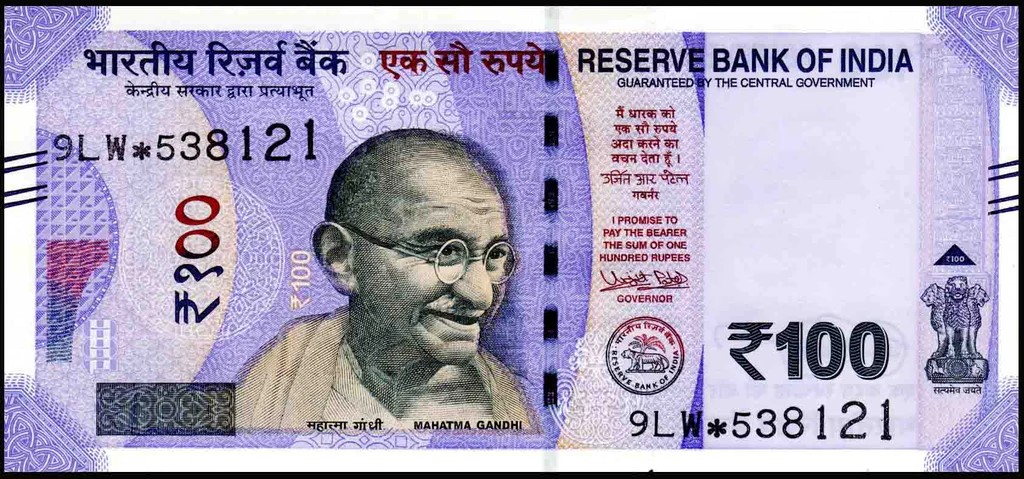 भारतीय रिज़र्व बैंक
केन्द्रीय सरकार द्वारा प्रत्याभूत
एक सौ रुपये
RESERVE BANK OF INDIA
GUARANTEED BY THE CENTRAL GOVERNMENT
9LW*538121
मैं धारक को
एक सौ रुपये
अदा करने का
वचन देता हूँ ।
उर्जित आर पटेल
गवर्नर
I PROMISE TO
PAY THE BEARER
THE SUM OF ONE
HUNDRED RUPEES
Urjit Patel
GOVERNOR
₹१००
₹100
₹100
भारतीय रिज़र्व बैंक
RESERVE BANK OF INDIA
₹100
सत्यमेव जयते
महात्मा गांधी MAHATMA GANDHI
9LW*538121